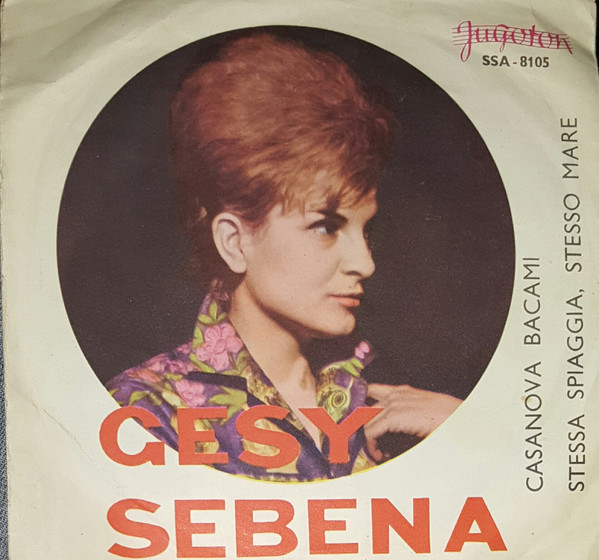 Jugoton
SSA - 8105
CASANOVA BACAMI
STESSA SPIAGGIA, STESSO MARE
GESY
SEBENA